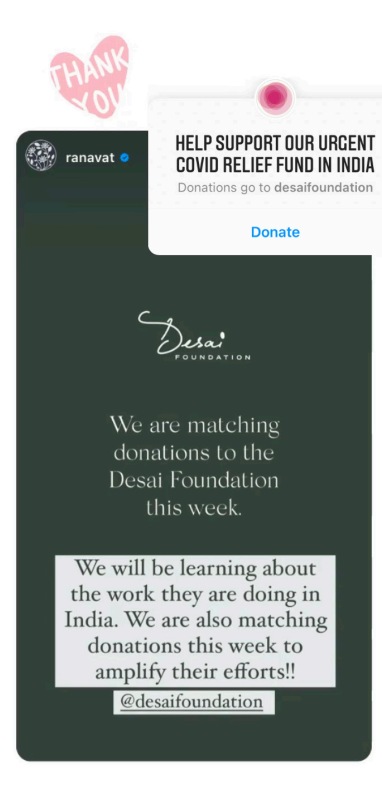 THANK
YOU
HELP SUPPORT OUR URGENT
COVID RELIEF FUND IN INDIA
Donations go to desaifoundation
Donate
ranavat
Desai
FOUNDATION
We are matching
donations to the
Desai Foundation
this week.
We will be learning about
the work they are doing in
India. We are also matching
donations this week to
amplify their efforts!!
@desaifoundation